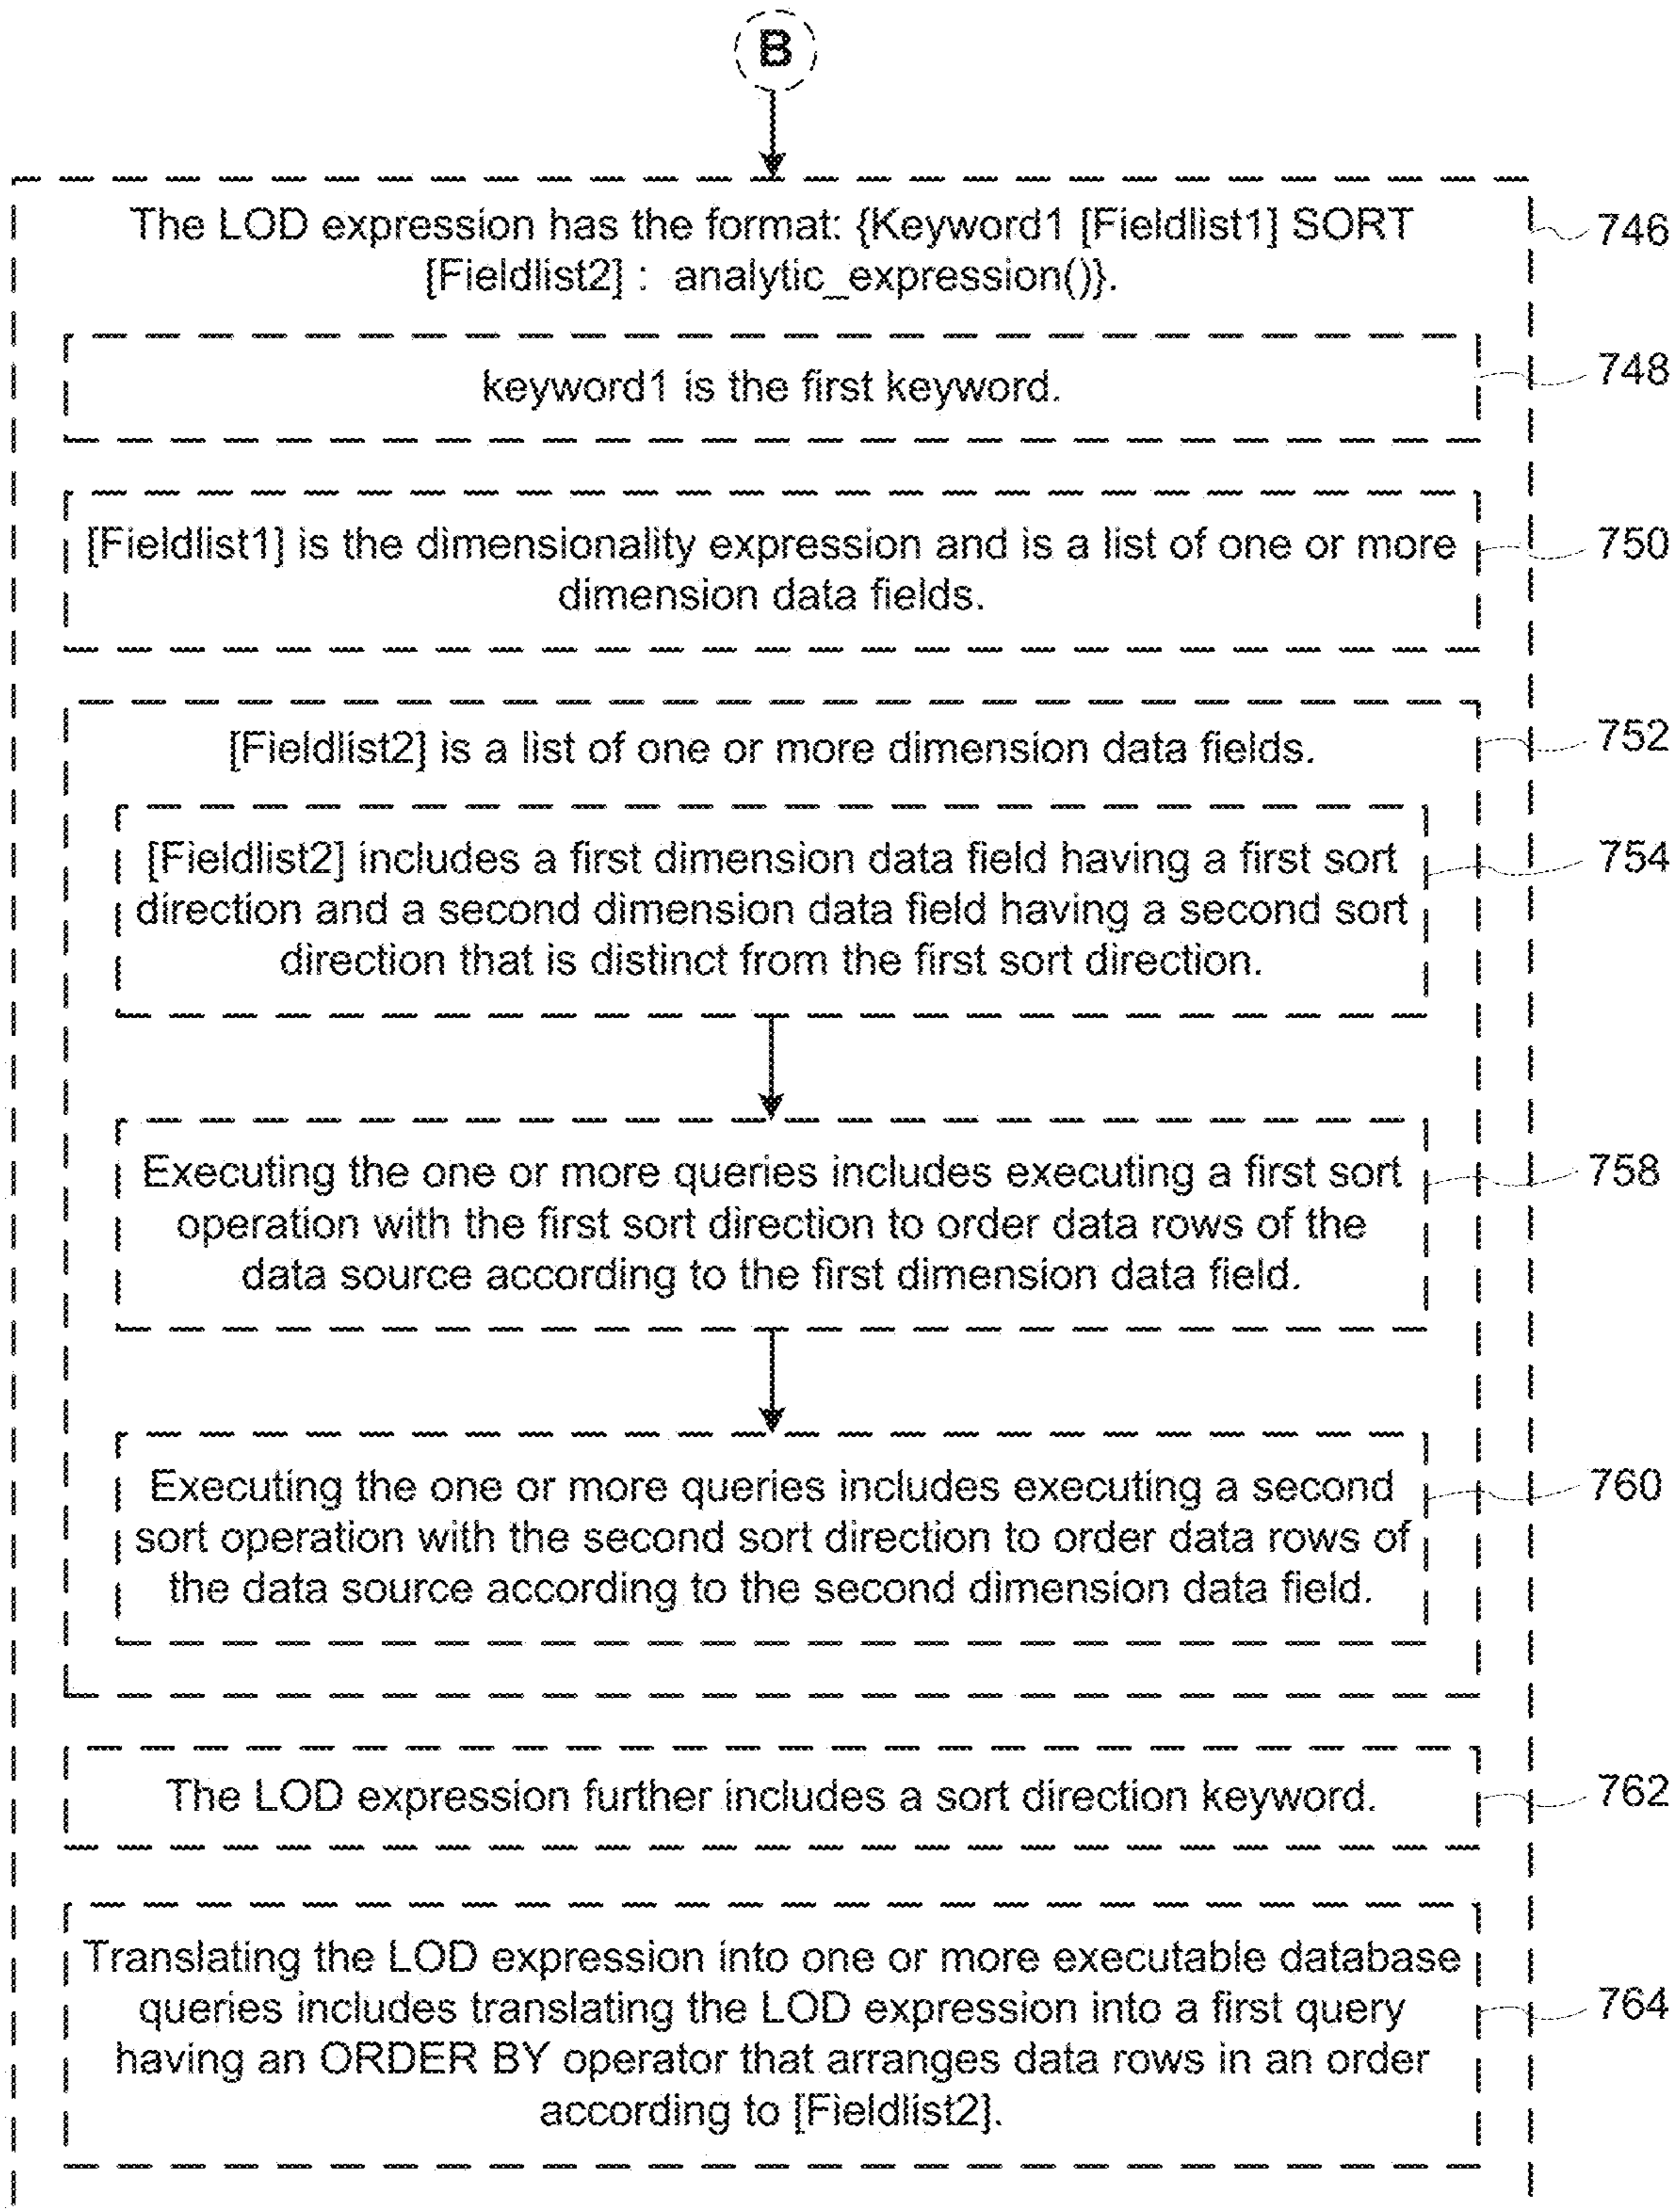 B
The LOD expression has the format: {Keyword1 [Fieldlist1] SORT
[Fieldlist2] : analytic_expression()}.
746
keyword1 is the first keyword.
748
[Fieldlist1] is the dimensionality expression and is a list of one or more
dimension data fields.
750
[Fieldlist2] is a list of one or more dimension data fields.
752
[Fieldlist2] includes a first dimension data field having a first sort
direction and a second dimension data field having a second sort
direction that is distinct from the first sort direction.
754
Executing the one or more queries includes executing a first sort
operation with the first sort direction to order data rows of the
data source according to the first dimension data field.
758
Executing the one or more queries includes executing a second
sort operation with the second sort direction to order data rows of
the data source according to the second dimension data field.
760
The LOD expression further includes a sort direction keyword.
762
Translating the LOD expression into one or more executable database
queries includes translating the LOD expression into a first query
having an ORDER BY operator that arranges data rows in an order
according to [Fieldlist2].
764